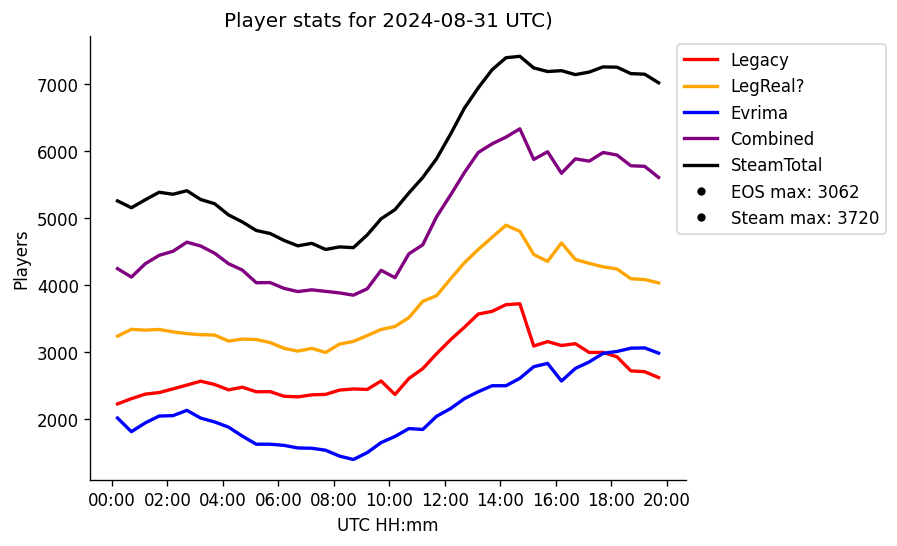 Player stats for 2024-08-31 UTC)
Legacy
LegReal?
Evrima
Combined
SteamTotal
EOS max: 3062
Steam max: 3720
Players
7000
6000
5000
4000
3000
2000
00:00 02:00 04:00 06:00 08:00 10:00 12:00 14:00 16:00 18:00 20:00
UTC HH:mm